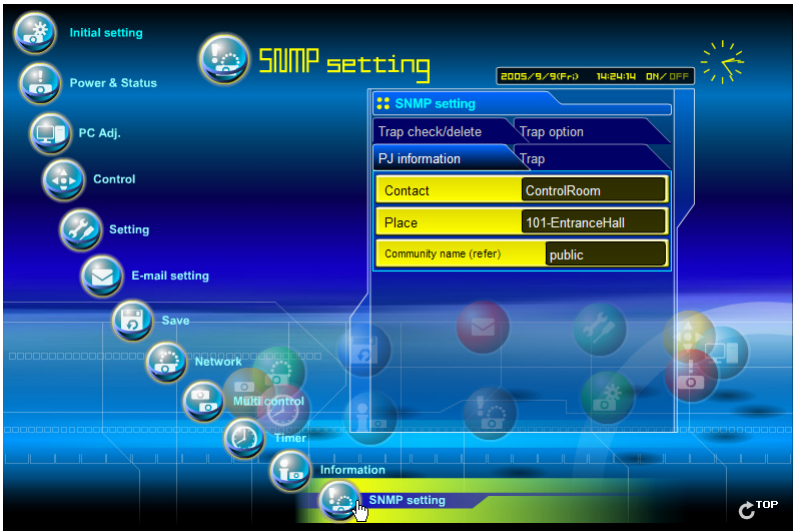 Initial setting
Power & Status
PC Adj.
Control
Setting
E-mail setting
Save
Network
Multi control
Timer
Information
SNMP setting
SNMP setting
2005/9/9(Fri) 14:24:14 ON/OFF
SNMP setting
Trap check/delete Trap option
PJ information Trap
Contact ControlRoom
Place 101-EntranceHall
Community name (refer) public
TOP